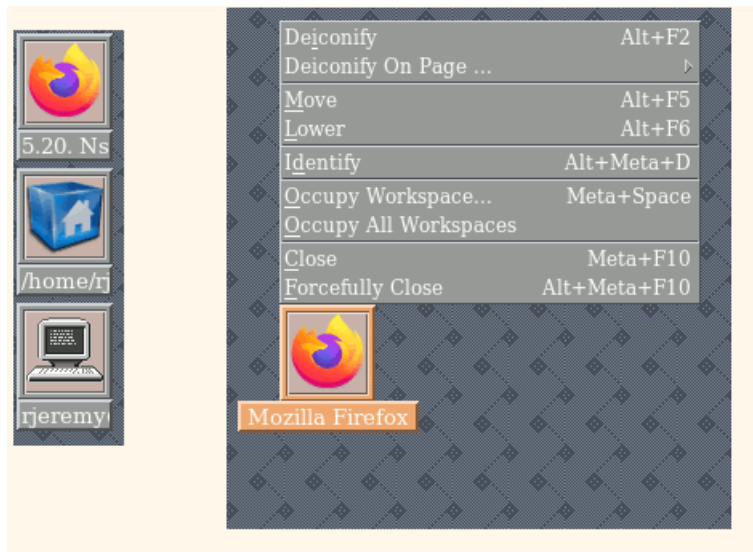 5.20. Ns
/home/rj
rjeremy
Deiconify Alt+F2
Deiconify On Page ...
Move Alt+F5
Lower Alt+F6
Identify Alt+Meta+D
Occupy Workspace... Meta+Space
Occupy All Workspaces
Close Meta+F10
Forcefully Close Alt+Meta+F10
Mozilla Firefox